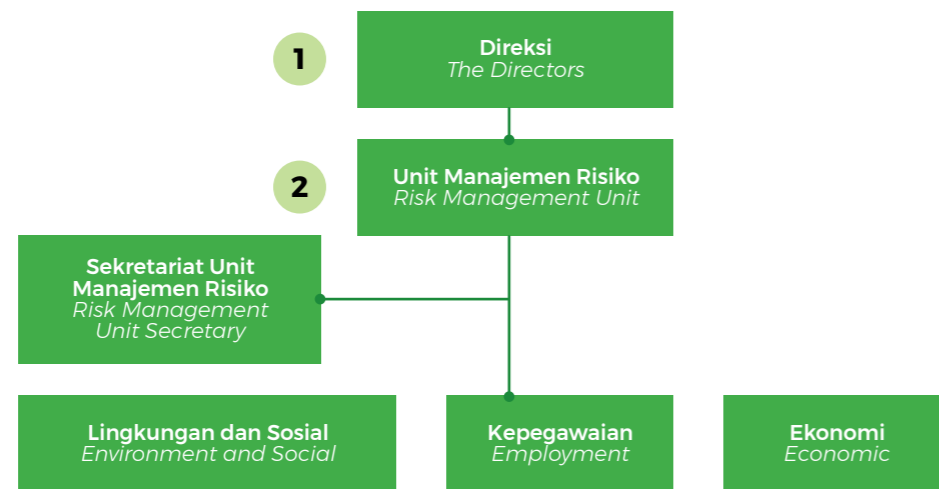 1
Direksi
The Directors
2
Unit Manajemen Risiko
Risk Management Unit
Sekretariat Unit
Manajemen Risiko
Risk Management
Unit Secretary
Lingkungan dan Sosial
Environment and Social
Kepegawaian
Employment
Ekonomi
Economic